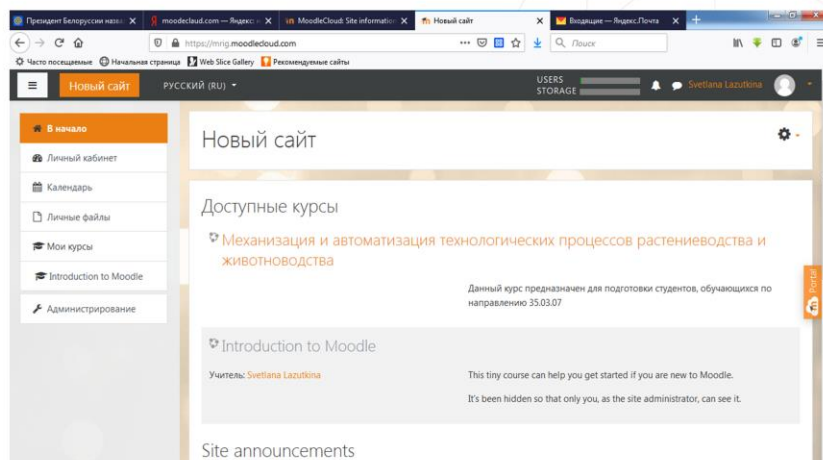 Президент Белоруссии назва
moodecloud.com — Яндекс: н
MoodleCloud: Site information
Новый сайт
Входящие — Яндекс.Почта
https://mrig.moodlecloud.com
Поиск
Часто посещаемые Начальная страница Web Slice Gallery Рекомендуемые сайты
Новый сайт РУССКИЙ (RU)
USERS
STORAGE
Svetlana Lazutkina
В начало
Личный кабинет
Календарь
Личные файлы
Мои курсы
Introduction to Moodle
Администрирование
Новый сайт
Доступные курсы
Механизация и автоматизация технологических процессов растениеводства и
животноводства
Данный курс предназначен для подготовки студентов, обучающихся по
направлению 35.03.07
Introduction to Moodle
Учитель: Svetlana Lazutkina
This tiny course can help you get started if you are new to Moodle.
It's been hidden so that only you, as the site administrator, can see it.
Site announcements
Portal